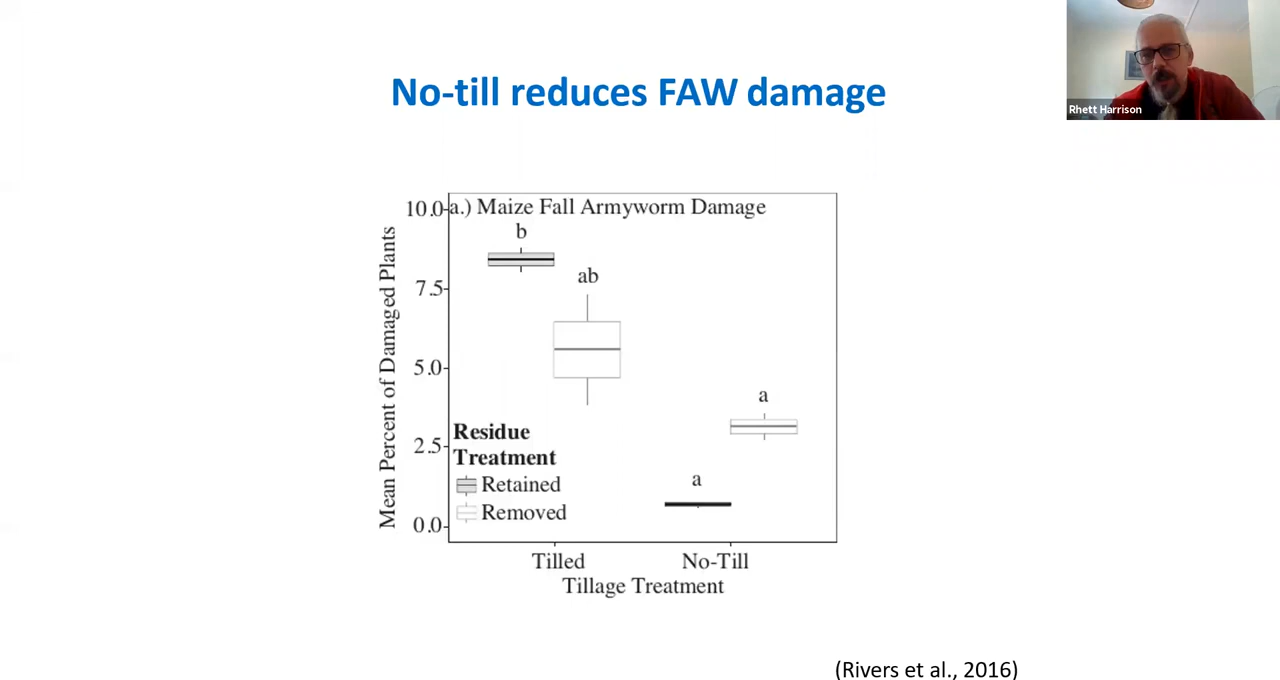 No-till reduces FAW damage
Rhett Harrison
a.) Maize Fall Armyworm Damage
Mean Percent of Damaged Plants
10.0
7.5
5.0
2.5
0.0
b
ab
a
a
Residue
Treatment
Retained
Removed
Tilled
No-Till
Tillage Treatment
(Rivers et al., 2016)